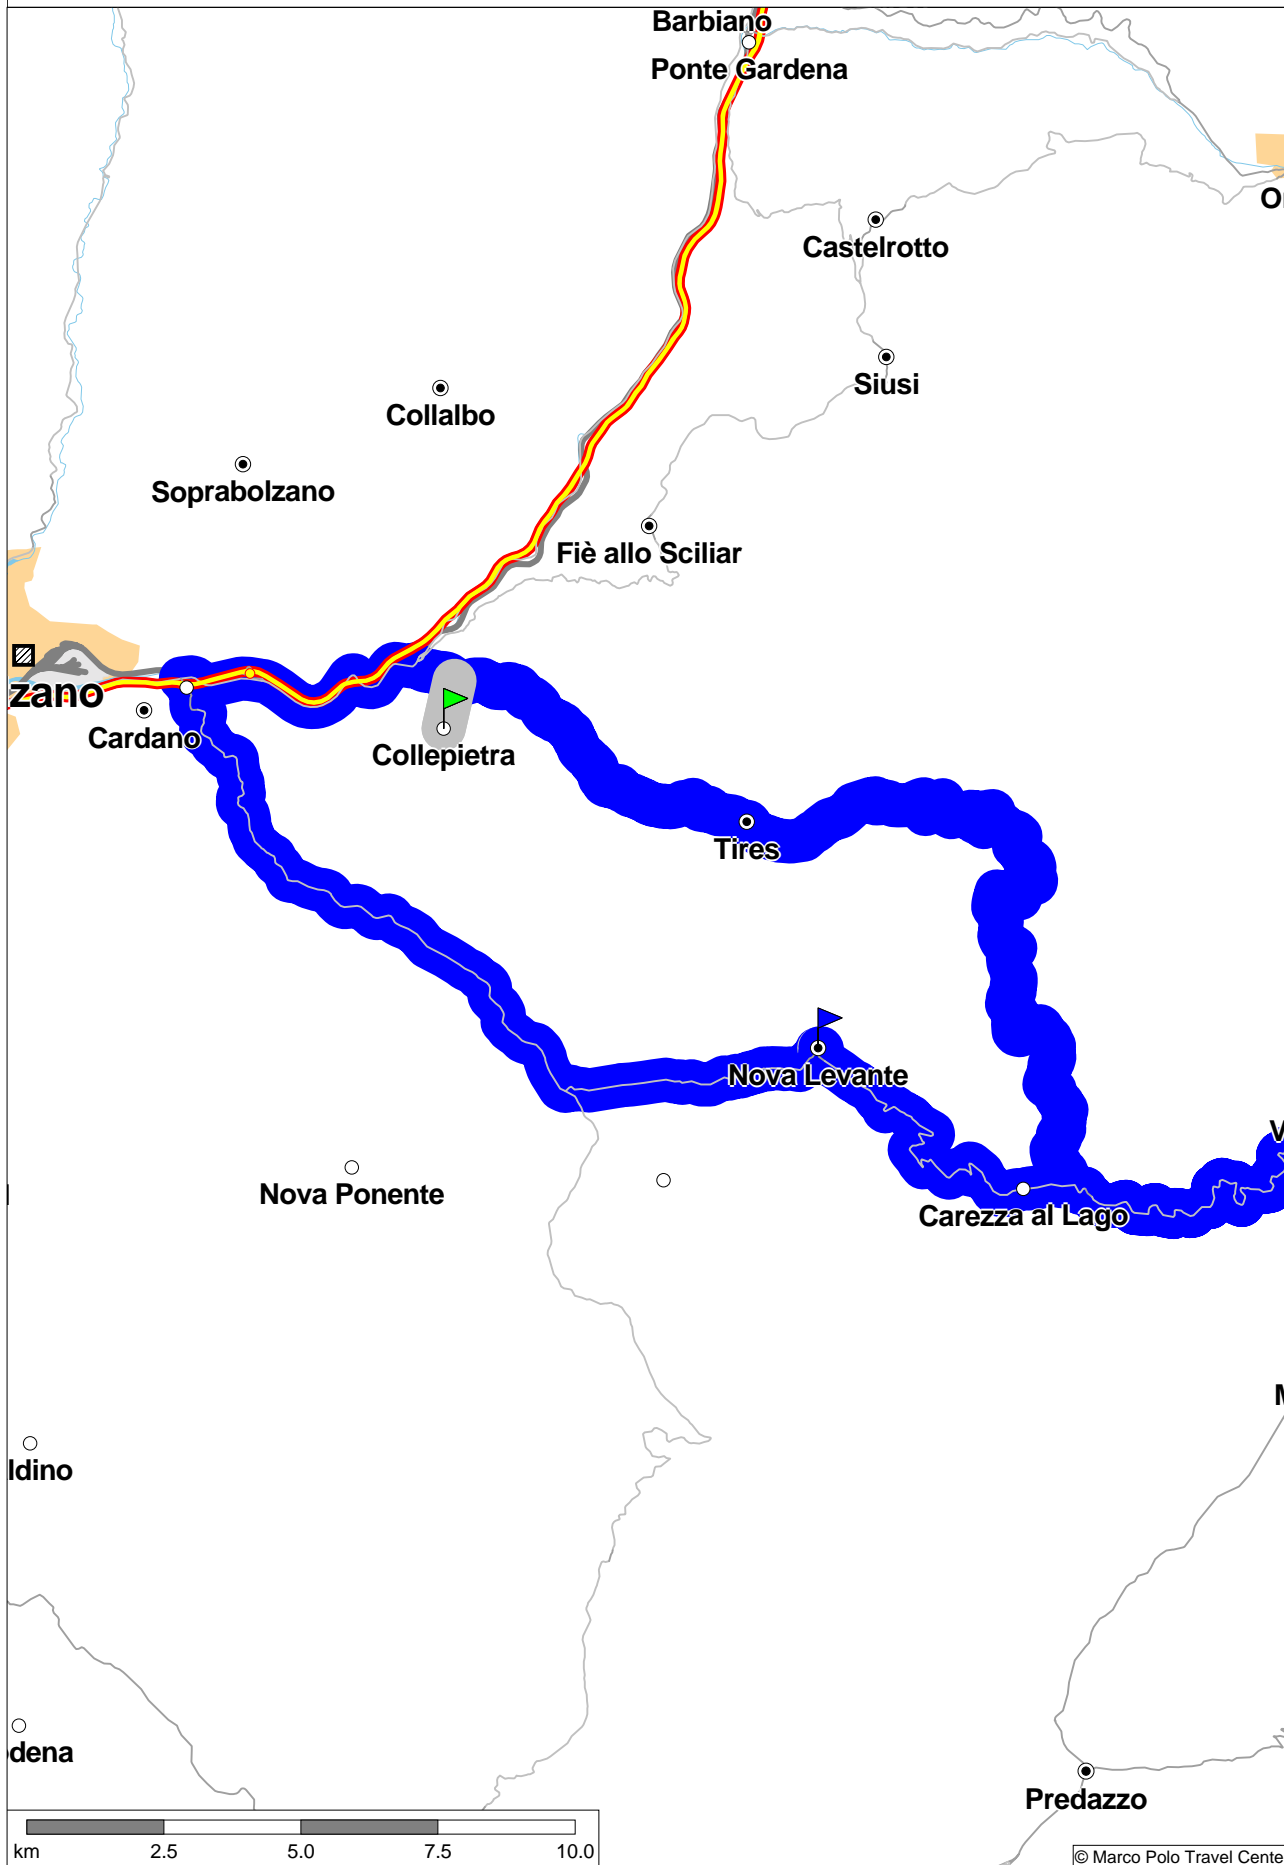 Barbiano
Ponte Gardena
Castelrotto
Siusi
Collalbo
Soprabolzano
Fiè allo Sciliar
zano
Cardano
Collepietra
Tires
Nova Levante
Nova Ponente
Carezza al Lago
ldino
dena
Predazzo
km 2.5 5.0 7.5 10.0
© Marco Polo Travel Cente